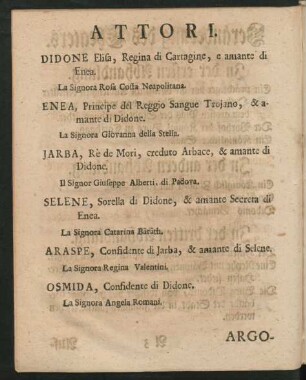 ATTORI.
DIDONE Elisa, Regina di Cartagine, e amante di
Enea.
La Signora Rosa Costa Neapolitana.
ENEA, Principe del Reggio Sangue Trojano, & a-
mante di Didone.
La Signora Giovanna della Stella.
JARBA, Rè de Mori, creduto Arbace, & amante di
Didone.
Il Signor Giuseppe Alberti, di Padova.
SELENE, Sorella di Didone, & amante Secreta di
Enea.
La Signora Catarina Bärüth.
ARASPE, Confidente di Jarba, & amante di Selene.
La Signora Regina Valentini.
OSMIDA, Confidente di Didone.
La Signora Angela Romani.
ARGO-